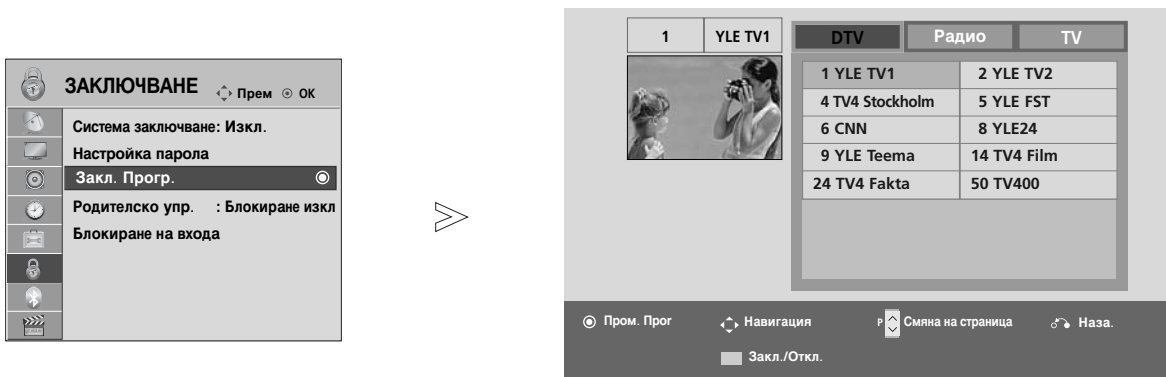 ЗАКЛЮЧВАНЕ Прем ОК
Система заключване: Изкл.
Настройка парола
Закл. Прогр.
Родителско упр. : Блокиране изкл
Блокиране на входа
1 YLE TV1
DTV Радио TV
1 YLE TV1 2 YLE TV2
4 TV4 Stockholm 5 YLE FST
6 CNN 8 YLE24
9 YLE Teema 14 TV4 Film
24 TV4 Fakta 50 TV400
Пром. Прог Навигация P Смяна на страница Наза.
Закл./Откл.